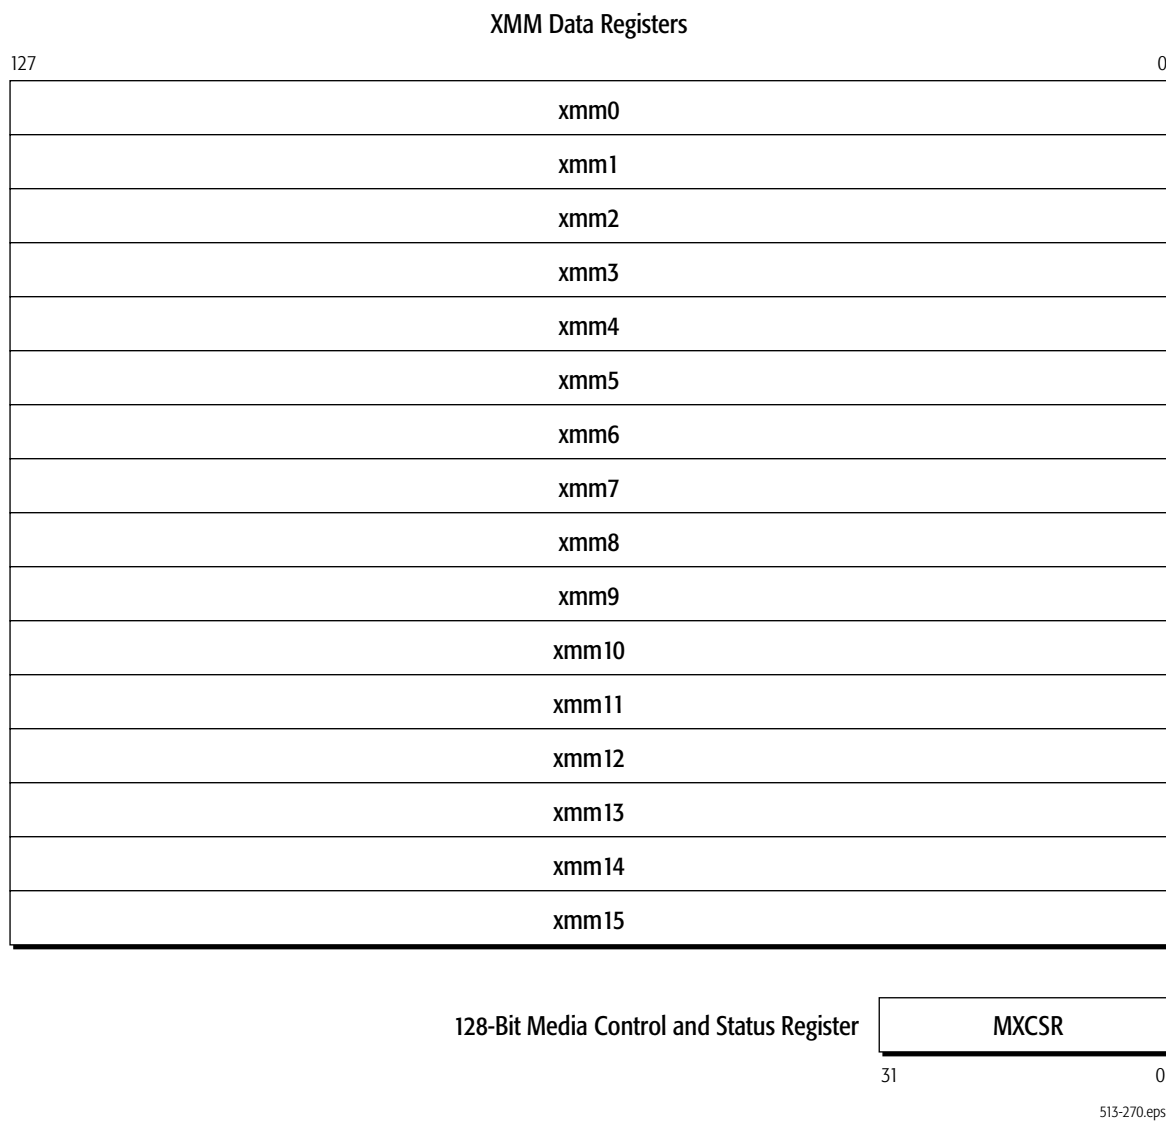 XMM Data Registers
127 0
xmm0
xmm1
xmm2
xmm3
xmm4
xmm5
xmm6
xmm7
xmm8
xmm9
xmm10
xmm11
xmm12
xmm13
xmm14
xmm15
128-Bit Media Control and Status Register MXCSR
31 0
513-270.eps